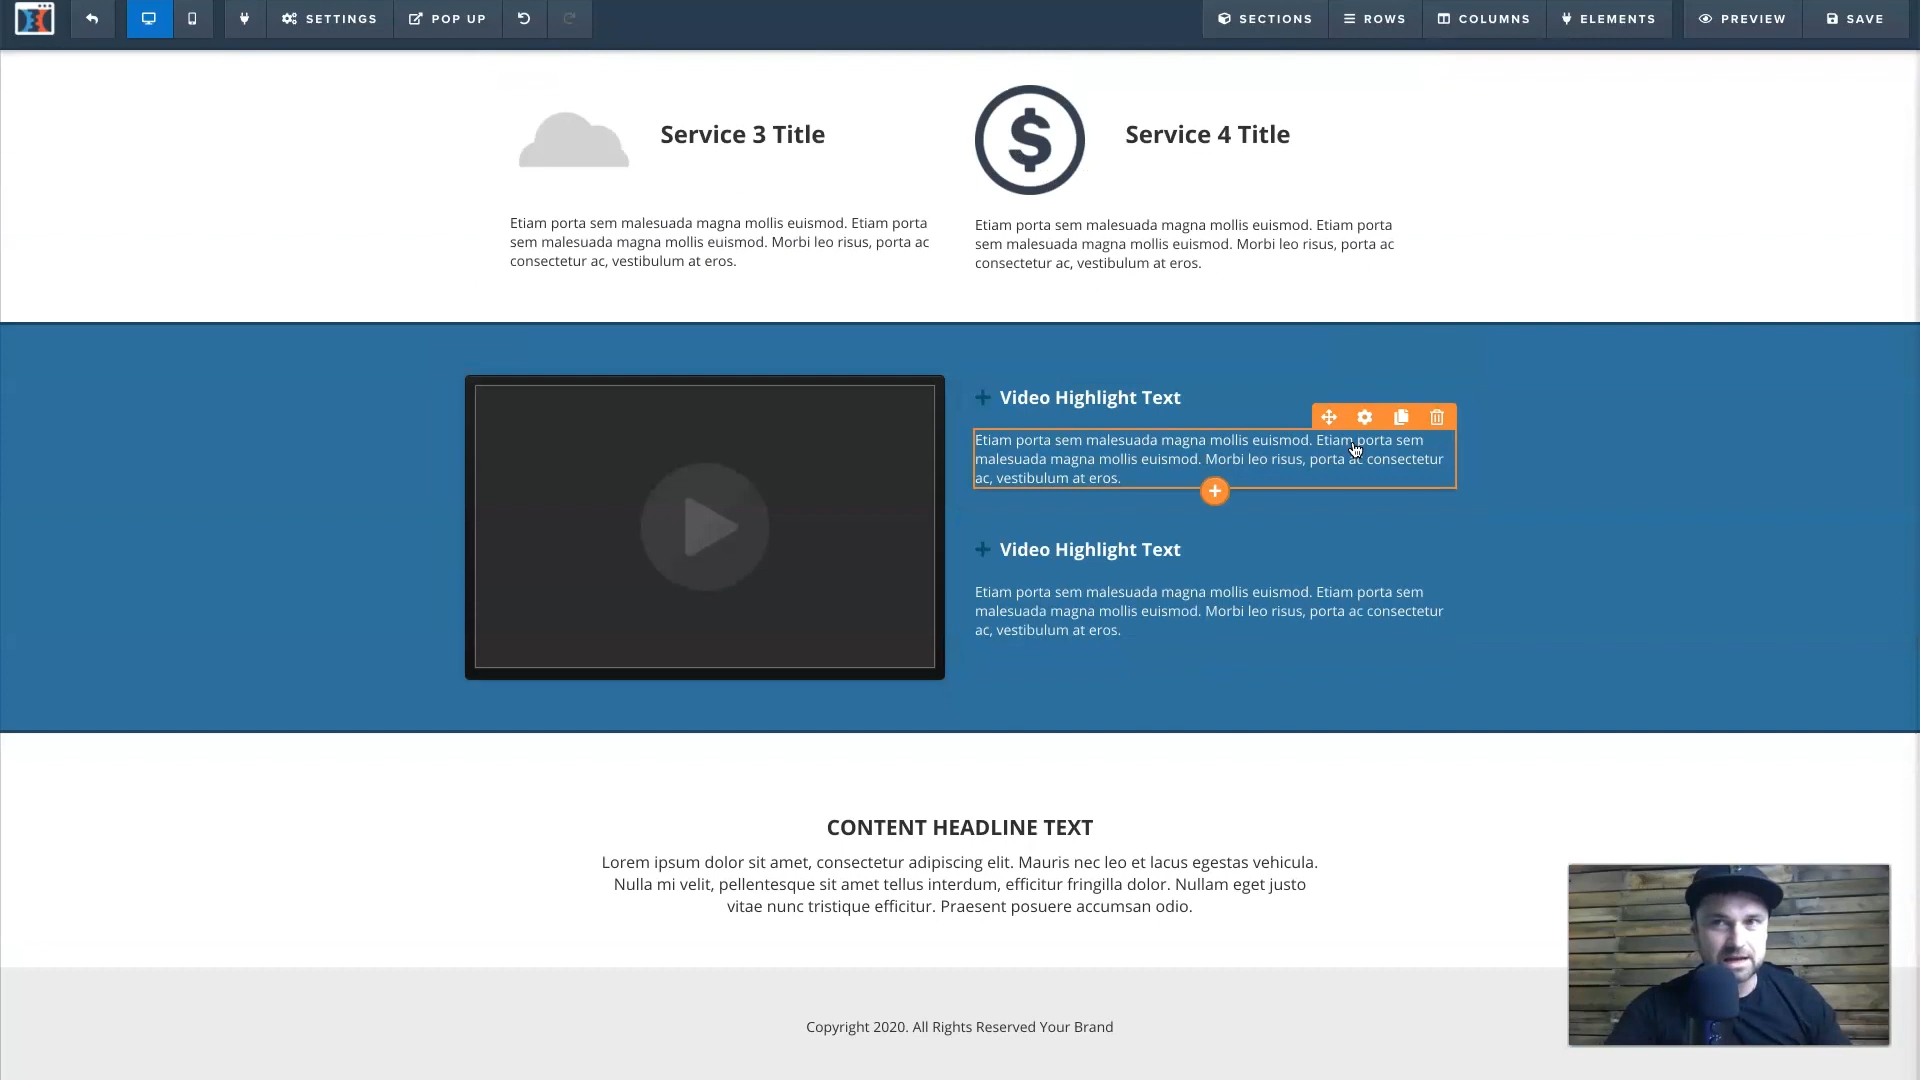 SETTINGS
POP UP
SECTIONS
ROWS
COLUMNS
ELEMENTS
PREVIEW
SAVE
Service 3 Title
Etiam porta sem malesuada magna mollis euismod. Etiam porta
sem malesuada magna mollis euismod. Morbi leo risus, porta ac
consectetur ac, vestibulum at eros.
Service 4 Title
Etiam porta sem malesuada magna mollis euismod. Etiam porta
sem malesuada magna mollis euismod. Morbi leo risus, porta ac
consectetur ac, vestibulum at eros.
Video Highlight Text
Etiam porta sem malesuada magna mollis euismod. Etiam porta sem
malesuada magna mollis euismod. Morbi leo risus, porta ac consectetur
ac, vestibulum at eros.
Video Highlight Text
Etiam porta sem malesuada magna mollis euismod. Etiam porta sem
malesuada magna mollis euismod. Morbi leo risus, porta ac consectetur
ac, vestibulum at eros.
CONTENT HEADLINE TEXT
Lorem ipsum dolor sit amet, consectetur adipiscing elit. Mauris nec leo et lacus egestas vehicula.
Nulla mi velit, pellentesque sit amet tellus interdum, efficitur fringilla dolor. Nullam eget justo
vitae nunc tristique efficitur. Praesent posuere accumsan odio.
Copyright 2020. All Rights Reserved Your Brand